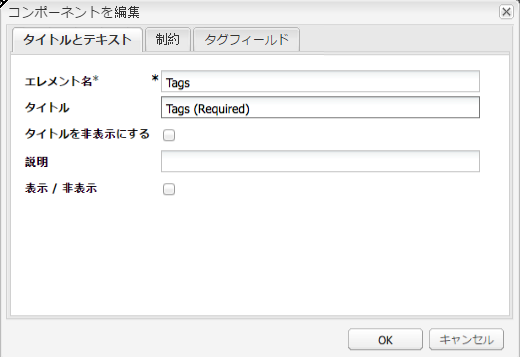 コンポーネントを編集
タイトルとテキスト 制約 タグフィールド
エレメント名* * Tags
タイトル Tags (Required)
タイトルを非表示にする
説明
表示 / 非表示
OK キャンセル